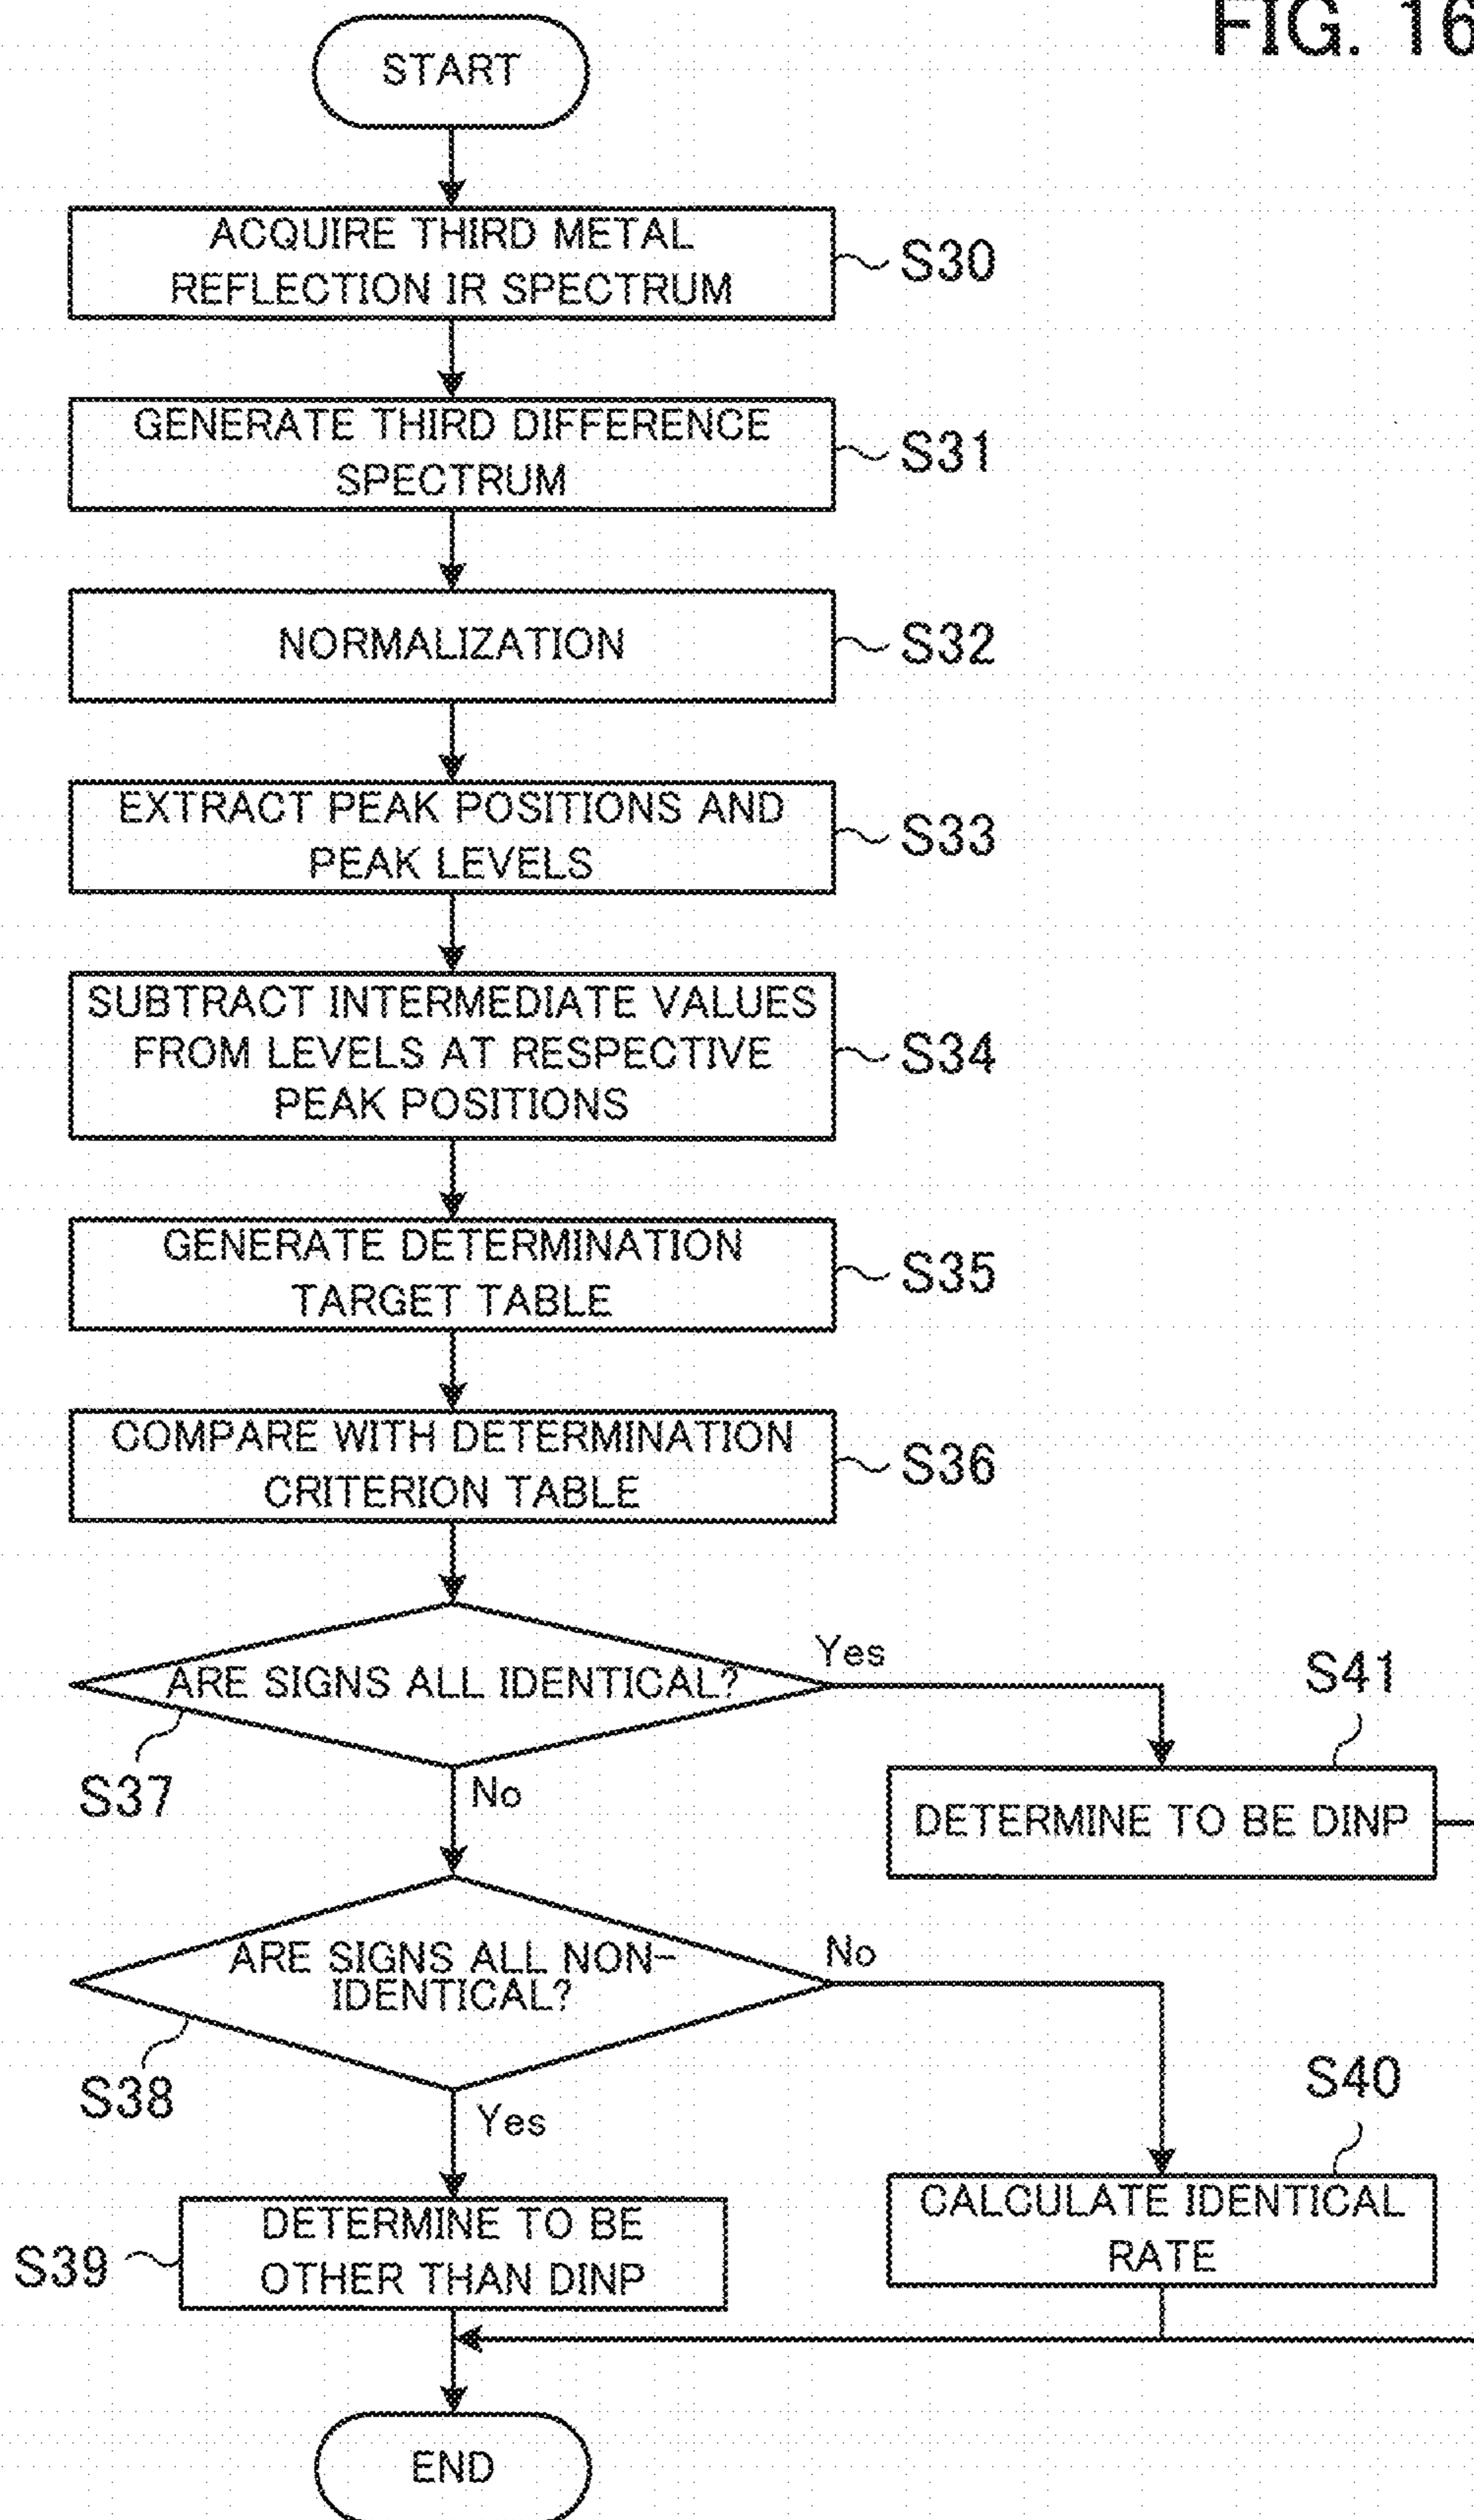 FIG. 16
START
ACQUIRE THIRD METAL
REFLECTION IR SPECTRUM
S30
GENERATE THIRD DIFFERENCE
SPECTRUM
S31
NORMALIZATION
S32
EXTRACT PEAK POSITIONS AND
PEAK LEVELS
S33
SUBTRACT INTERMEDIATE VALUES
FROM LEVELS AT RESPECTIVE
PEAK POSITIONS
S34
GENERATE DETERMINATION
TARGET TABLE
S35
COMPARE WITH DETERMINATION
CRITERION TABLE
S36
ARE SIGNS ALL IDENTICAL?
Yes
S41
S37
No
DETERMINE TO BE DINP
ARE SIGNS ALL NON-
IDENTICAL?
No
S38
Yes
S40
DETERMINE TO BE
OTHER THAN DINP
S39
CALCULATE IDENTICAL
RATE
END